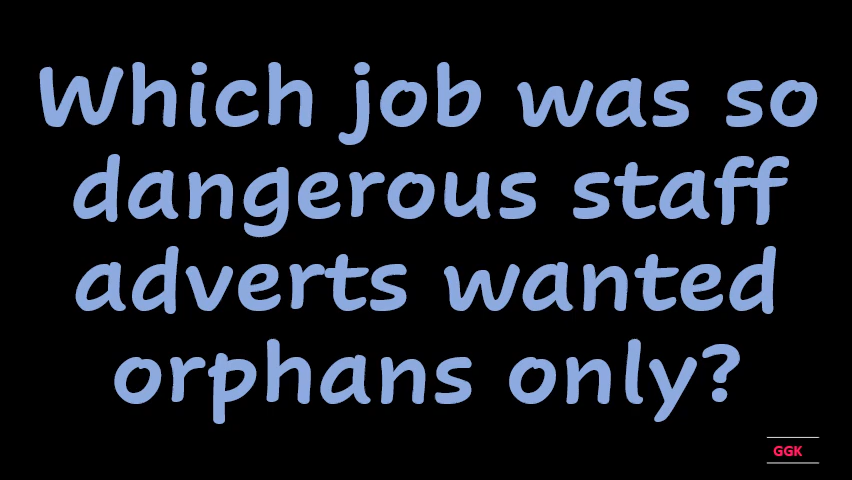 Which job was so
dangerous staff
adverts wanted
orphans only?
GGK